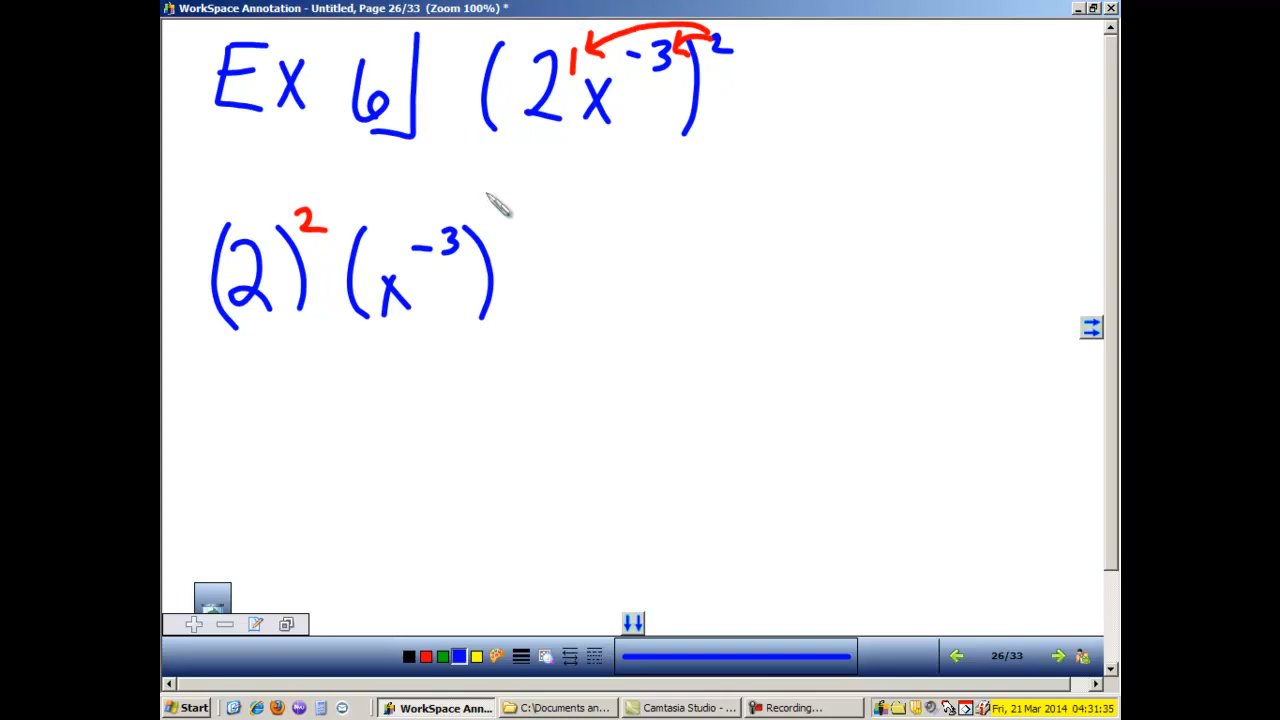 WorkSpace Annotation - Untitled, Page 26/33 (Zoom 100%) *
Ex 6 (2¹x⁻³)²
(2)² (x⁻³)
26/33
Start WorkSpace Ann... C:\Documents an... Camtasia Studio - ... Recording... Fri, 21 Mar 2014 04:31:35